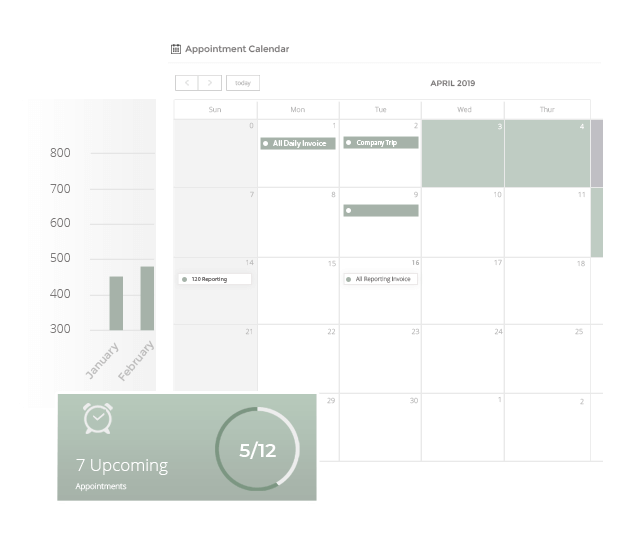 Appointment Calendar
today
APRIL 2019
Sun Mon Tue Wed Thur
0 1 2 3 4
All Daily Invoice Company Trip
7 8 9 10 11
14 15 16 17 18
120 Reporting All Reporting Invoice
21 22 23 24 25
29 30 1 2
800
700
600
500
400
300
January February
7 Upcoming
Appointments
5/12